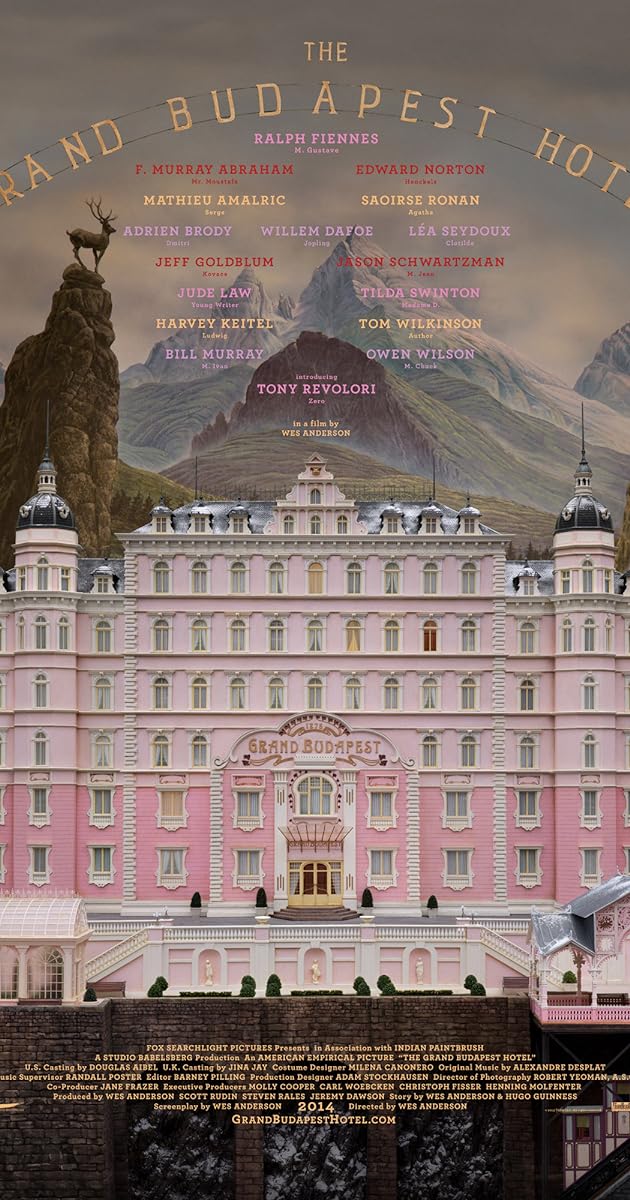 THE
RAND BUDAPEST HOT
RALPH FIENNES
M. Gustave
F. MURRAY ABRAHAM EDWARD NORTON
Mr. Moustafa Henckels
MATHIEU AMALRIC SAOIRSE RONAN
Serge Agatha
ADRIEN BRODY WILLEM DAFOE LÉA SEYDOUX
Dmitri Jopling Clotilde
JEFF GOLDBLUM JASON SCHWARTZMAN
Kovacs M. Jean
JUDE LAW TILDA SWINTON
Young Writer Madame D.
HARVEY KEITEL TOM WILKINSON
Ludwig Author
BILL MURRAY OWEN WILSON
M. Ivan M. Chuck
introducing
TONY REVOLORI
Zero
in a film by
WES ANDERSON
GRAND BUDAPEST
FOX SEARCHLIGHT PICTURES Presents in Association with INDIAN PAINTBRUSH
A STUDIO BABELSBERG Production An AMERICAN EMPIRICAL PICTURE "THE GRAND BUDAPEST HOTEL"
U.S. Casting by DOUGLAS AIBEL U.K. Casting by JINA JAY Costume Designer MILENA CANONERO Original Music by ALEXANDRE DESPLAT
usic Supervisor RANDALL POSTER Editor BARNEY PILLING Production Designer ADAM STOCKHAUSEN Director of Photography ROBERT YEOMAN, A.S.
Co-Producer JANE FRAZER Executive Producers MOLLY COOPER CARL WOEBCKEN CHRISTOPH FISSER HENNING MOLFENTER
Produced by WES ANDERSON SCOTT RUDIN STEVEN RALES JEREMY DAWSON Story by WES ANDERSON & HUGO GUINNESS
Screenplay by WES ANDERSON 2014 Directed by WES ANDERSON
GRANDBUDAPESTHOTEL.COM